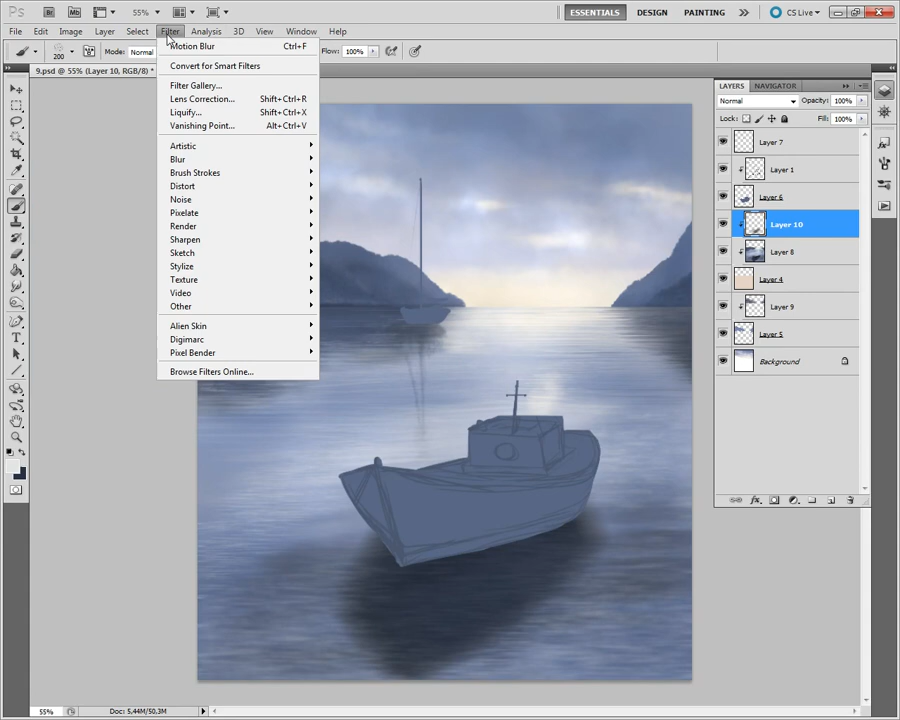 Ps Br Mb 55% ESSENTIALS DESIGN PAINTING CS Live
File Edit Image Layer Select Filter Analysis 3D View Window Help
200 Mode: Normal Flow: 100%
9.psd @ 55% (Layer 10, RGB/8) *
Motion Blur Ctrl+F
Convert for Smart Filters
Filter Gallery...
Lens Correction... Shift+Ctrl+R
Liquify... Shift+Ctrl+X
Vanishing Point... Alt+Ctrl+V
Artistic
Blur
Brush Strokes
Distort
Noise
Pixelate
Render
Sharpen
Sketch
Stylize
Texture
Video
Other
Alien Skin
Digimarc
Pixel Bender
Browse Filters Online...
LAYERS NAVIGATOR
Normal Opacity: 100%
Lock: Fill: 100%
Layer 7
Layer 1
Layer 6
Layer 10
Layer 8
Layer 4
Layer 9
Layer 5
Background
fx
T
55% Doc: 5,44M/50,3M